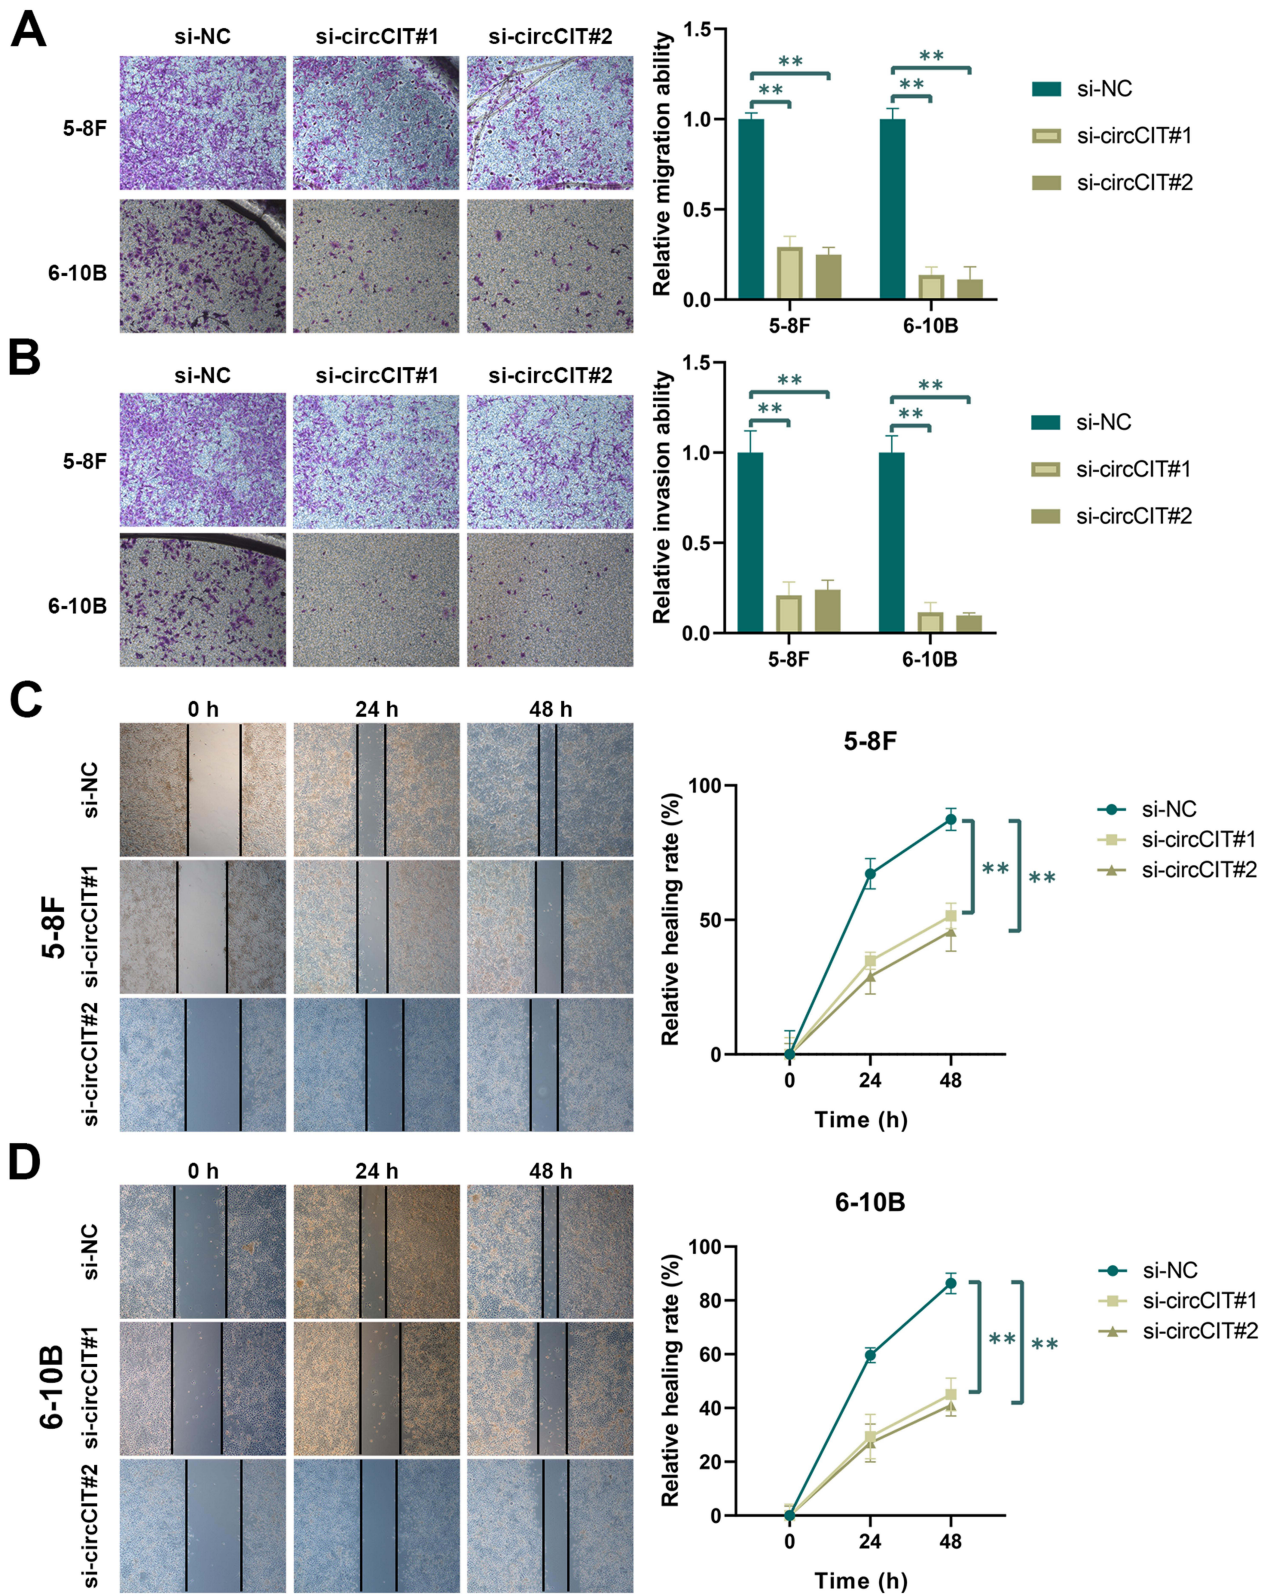 A
si-NC si-circCIT#1 si-circCIT#2
5-8F
6-10B
Relative migration ability
1.5
1.0
0.5
0.0
** ** ** **
5-8F 6-10B
si-NC
si-circCIT#1
si-circCIT#2
B
si-NC si-circCIT#1 si-circCIT#2
5-8F
6-10B
Relative invasion ability
1.5
1.0
0.5
0.0
** ** ** **
5-8F 6-10B
si-NC
si-circCIT#1
si-circCIT#2
C
0 h 24 h 48 h
5-8F
si-NC
si-circCIT#1
si-circCIT#2
5-8F
Relative healing rate (%)
100
50
0
0 24 48
Time (h)
** **
si-NC
si-circCIT#1
si-circCIT#2
D
0 h 24 h 48 h
6-10B
si-NC
si-circCIT#1
si-circCIT#2
6-10B
Relative healing rate (%)
100
80
60
40
20
0
0 24 48
Time (h)
** **
si-NC
si-circCIT#1
si-circCIT#2